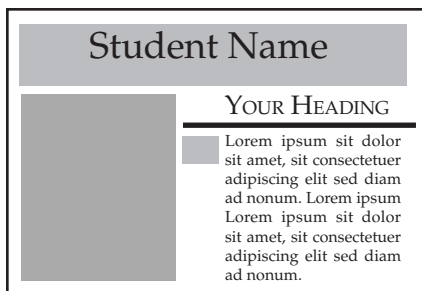 Student Name
Your Heading
Lorem ipsum sit dolor
sit amet, sit consectetuer
adipiscing elit sed diam
ad nonum. Lorem ipsum
Lorem ipsum sit dolor
sit amet, sit consectetuer
adipiscing elit sed diam
ad nonum.